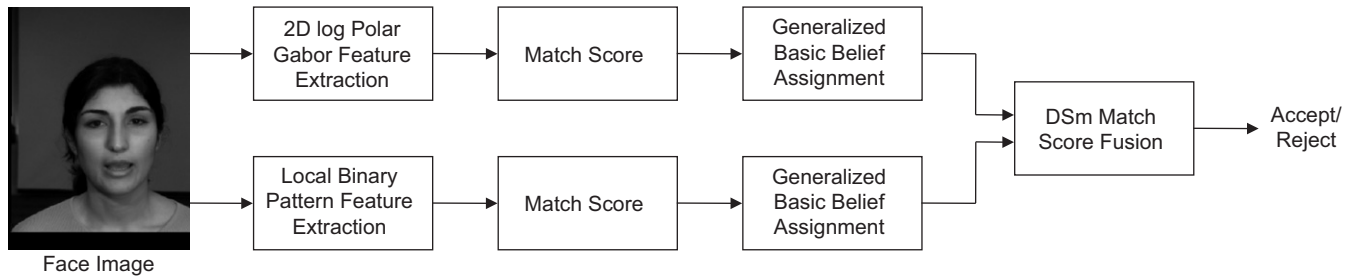 2D log Polar
Gabor Feature
Extraction
Match Score
Generalized
Basic Belief
Assignment
DSm Match
Score Fusion
Accept/
Reject
Local Binary
Pattern Feature
Extraction
Match Score
Generalized
Basic Belief
Assignment
Face Image